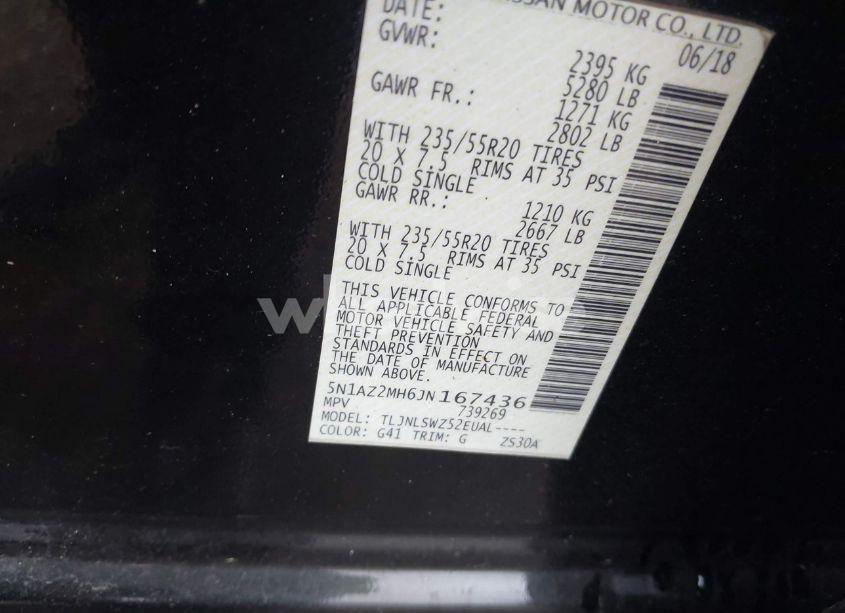 NISSAN MOTOR CO., LTD.
DATE: 06/18
GVWR: 2395 KG
5280 LB
GAWR FR.: 1271 KG
2802 LB
WITH 235/55R20 TIRES
20 X 7.5 RIMS AT 35 PSI
COLD SINGLE
GAWR RR.: 1210 KG
2667 LB
WITH 235/55R20 TIRES
20 X 7.5 RIMS AT 35 PSI
COLD SINGLE
THIS VEHICLE CONFORMS TO
ALL APPLICABLE FEDERAL
MOTOR VEHICLE SAFETY AND
THEFT PREVENTION
STANDARDS IN EFFECT ON
THE DATE OF MANUFACTURE
SHOWN ABOVE.
5N1AZ2MH6JN167436
MPV 739269
MODEL: TLJNLSWZ52EUAL----
COLOR: G41 TRIM: G ZS30A